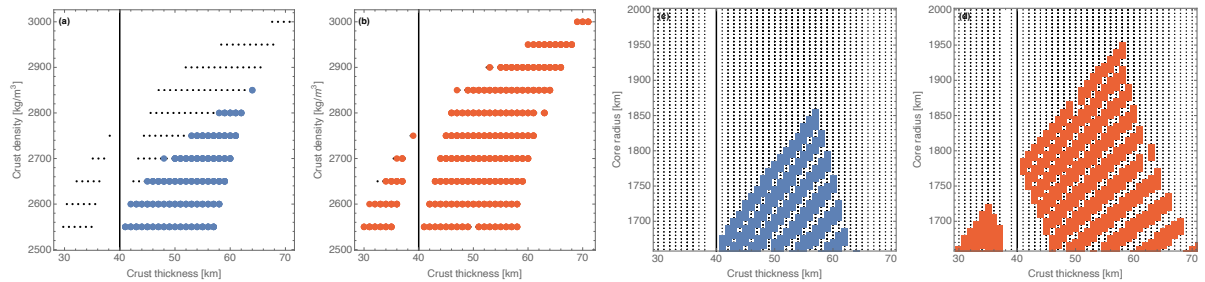 (a)
3000
2900
2800
2700
2600
2500
Crust density [kg/m³]
30 40 50 60 70
Crust thickness [km]
(b)
3000
2900
2800
2700
2600
2500
Crust density [kg/m³]
30 40 50 60 70
Crust thickness [km]
(c)
2000
1950
1900
1850
1800
1750
1700
Core radius [km]
30 40 50 60 70
Crust thickness [km]
(d)
2000
1950
1900
1850
1800
1750
1700
Core radius [km]
30 40 50 60 70
Crust thickness [km]